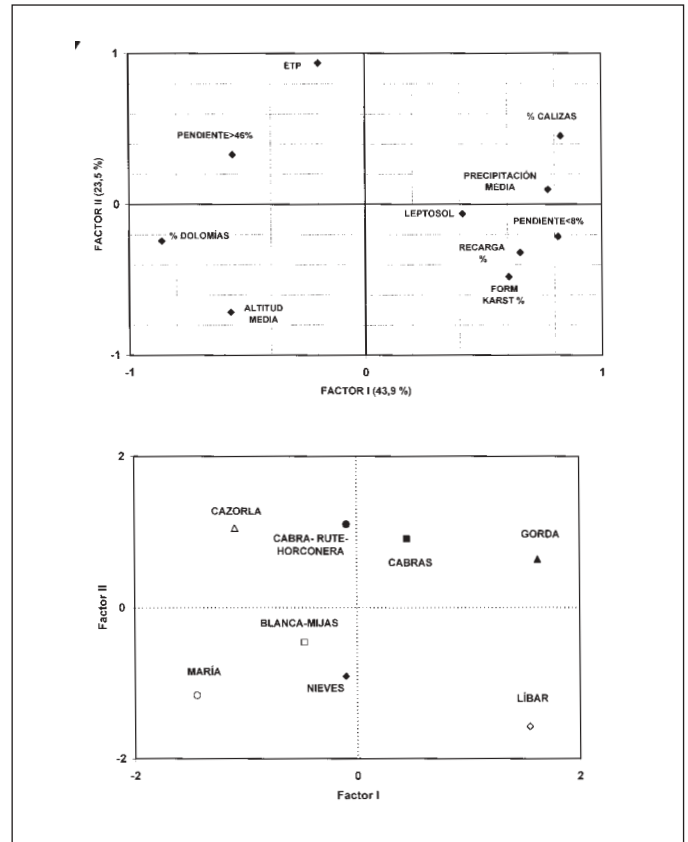 1
ETP
% CALIZAS
PENDIENTE>46%
PRECIPITACIÓN
MEDIA
0
LEPTOSOL
PENDIENTE<8%
% DOLOMÍAS
RECARGA
%
FORM
KARST %
ALTITUD
MEDIA
-1
-1
0
1
FACTOR II (23,5 %)
FACTOR I (43,9 %)
2
CAZORLA
CABRA- RUTE-
HORCONERA
CABRAS
GORDA
0
BLANCA-MIJAS
MARÍA
NIEVES
LÍBAR
-2
-2
0
2
Factor II
Factor I